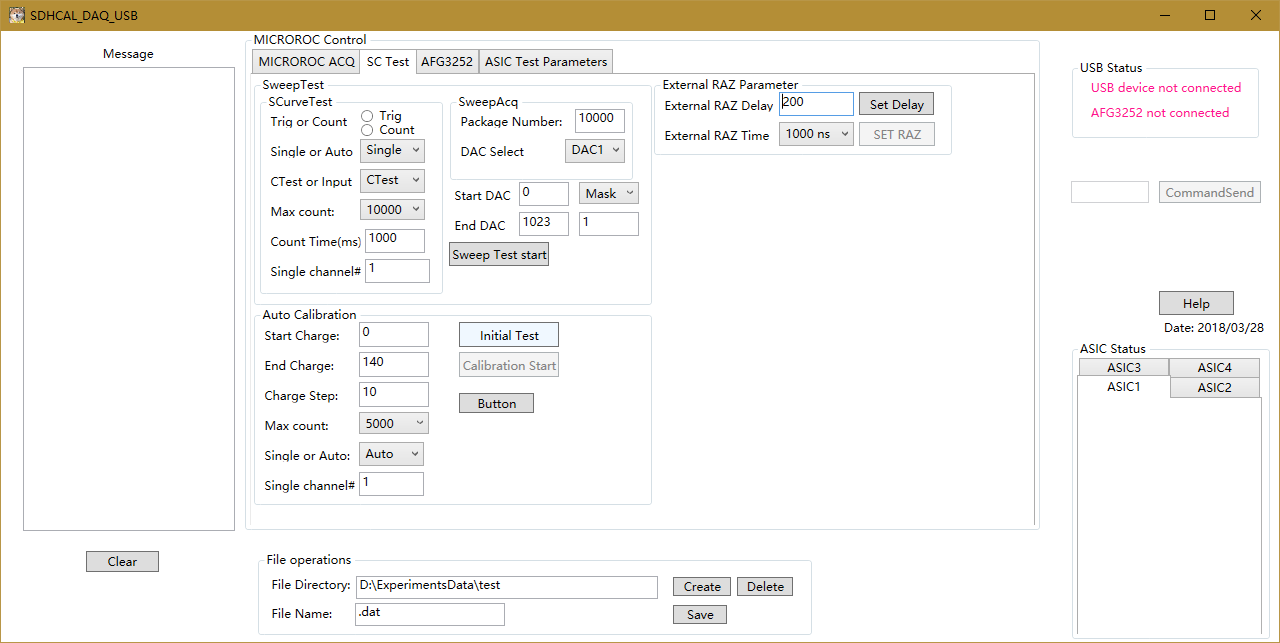 SDHCAL_DAQ_USB
Message
Clear
MICROROC Control
MICROROC ACQ SC Test AFG3252 ASIC Test Parameters
SweepTest
SCurveTest
Trig or Count
Trig
Count
Single or Auto Single
CTest or Input CTest
Max count: 10000
Count Time(ms) 1000
Single channel# 1
SweepAcq
Package Number: 10000
DAC Select DAC1
Start DAC 0 Mask
End DAC 1023 1
Sweep Test start
External RAZ Parameter
External RAZ Delay 200 Set Delay
External RAZ Time 1000 ns SET RAZ
Auto Calibration
Start Charge: 0 Initial Test
End Charge: 140 Calibration Start
Charge Step: 10 Button
Max count: 5000
Single or Auto: Auto
Single channel# 1
File operations
File Directory: D:\ExperimentsData\test Create Delete
File Name: .dat Save
USB Status
USB device not connected
AFG3252 not connected
CommandSend
Help
Date: 2018/03/28
ASIC Status
ASIC3 ASIC4
ASIC1 ASIC2